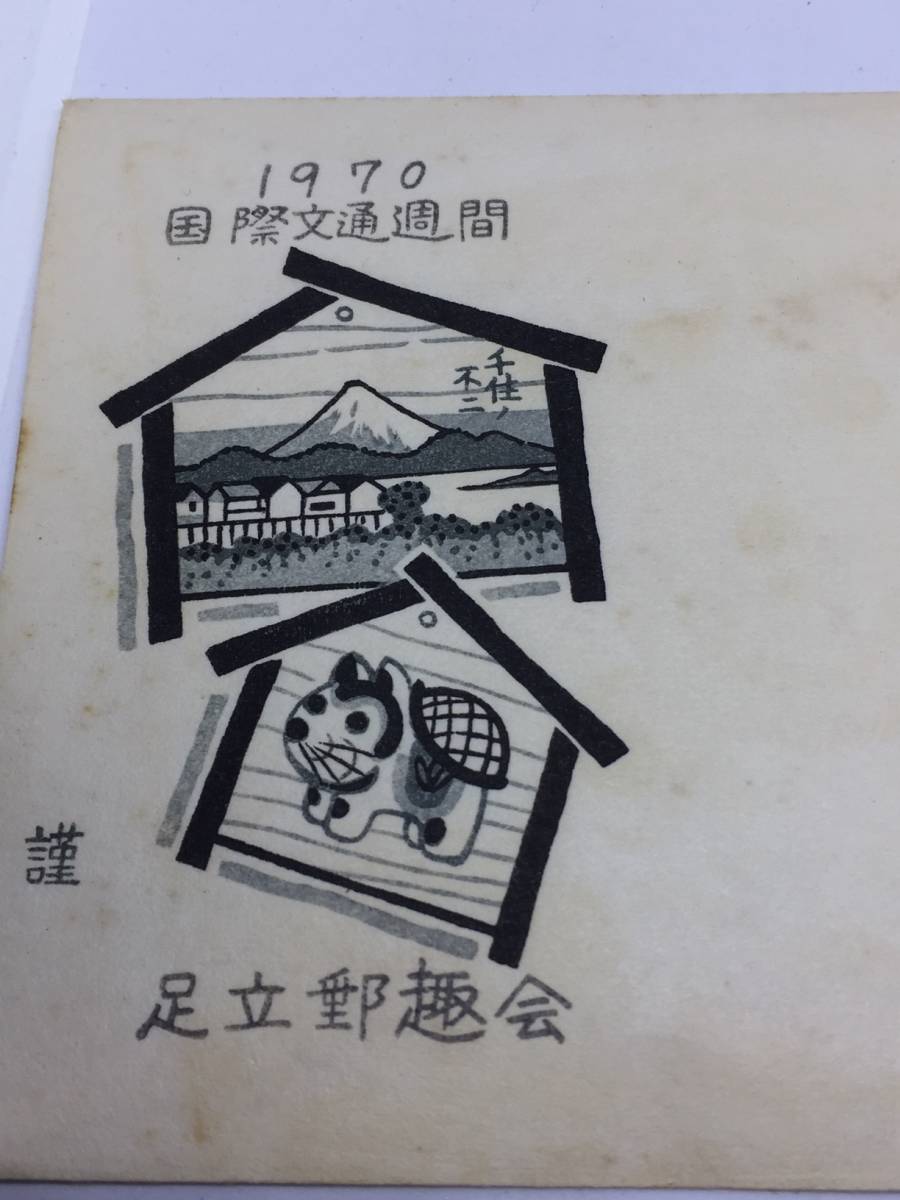 1970
国際文通週間
千住ノ
不二
謹
足立郵趣会